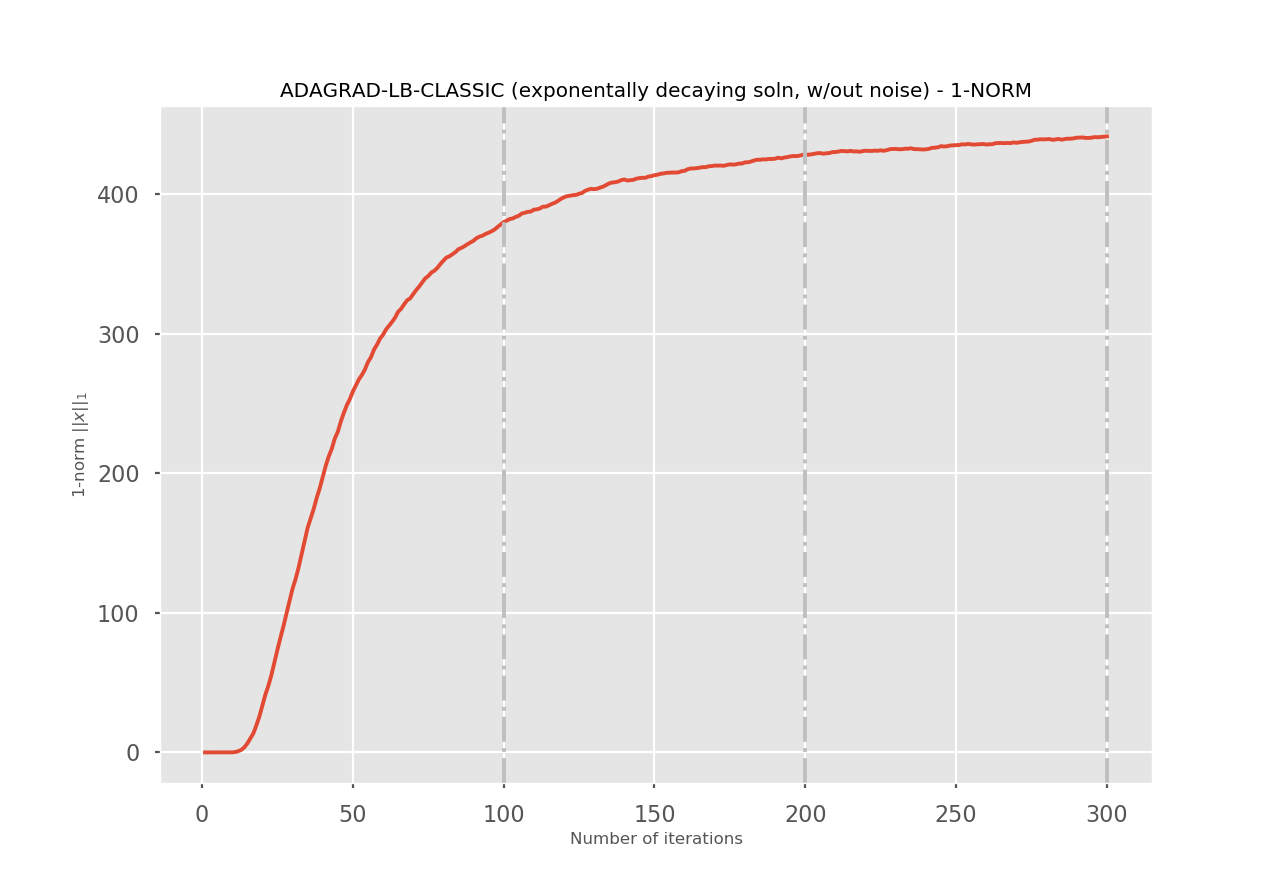 ADAGRAD-LB-CLASSIC (exponentially decaying soln, w/out noise) - 1-NORM
1-norm ||x||₁
400
300
200
100
0
0 50 100 150 200 250 300
Number of iterations